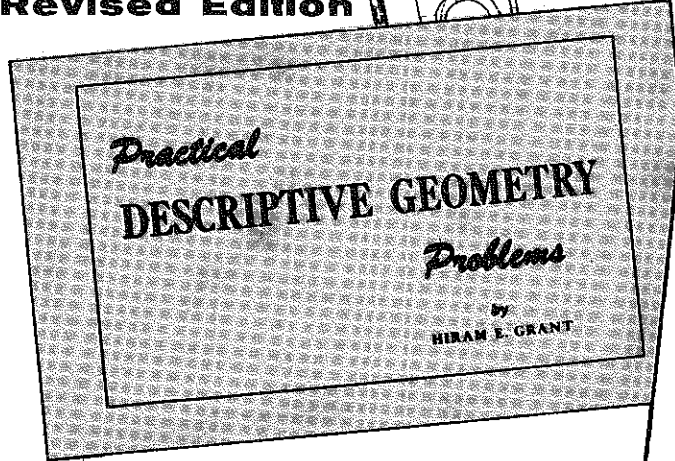 Revised Edition
Practical
DESCRIPTIVE GEOMETRY
Problems
by
HIRAM E. GRANT